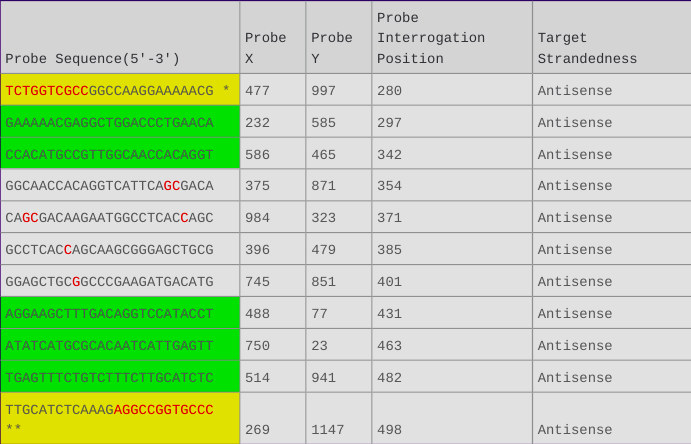 Probe Sequence(5'-3') Probe X Probe Y Probe Interrogation Position Target Strandedness
TCTGGTCGCCGGCCAAGGAAAAACG * 477 997 280 Antisense
GAAAAACGAGGCTGGACCCTGAACA 232 585 297 Antisense
CCACATGCCGTTGGCAACCACAGGT 586 465 342 Antisense
GGCAACCACAGGTCATTCAGCGACA 375 871 354 Antisense
CAGCGACAAGAATGGCCTCACCAGC 984 323 371 Antisense
GCCTCACCAGCAAGCGGGAGCTGCG 396 479 385 Antisense
GGAGCTGCGGCCCGAAGATGACATG 745 851 401 Antisense
AGGAAGCTTTGACAGGTCCATACCT 488 77 431 Antisense
ATATCATGCGCACAATCATTGAGTT 750 23 463 Antisense
TGAGTTTCTGTCTTTCTTGCATCTC 514 941 482 Antisense
TTGCATCTCAAAGAGGCCGGTGCCC
** 269 1147 498 Antisense